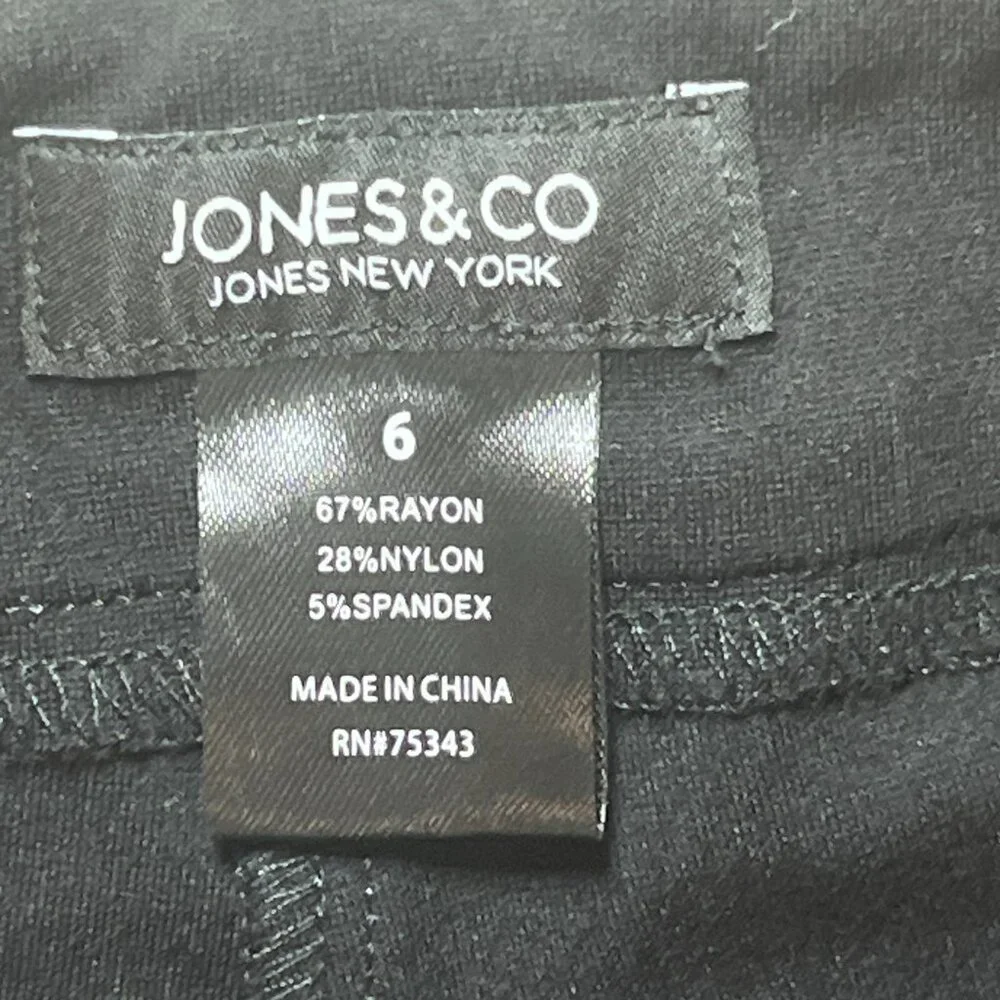 JONES & CO
JONES NEW YORK
6
67%RAYON
28%NYLON
5%SPANDEX
MADE IN CHINA
RN#75343